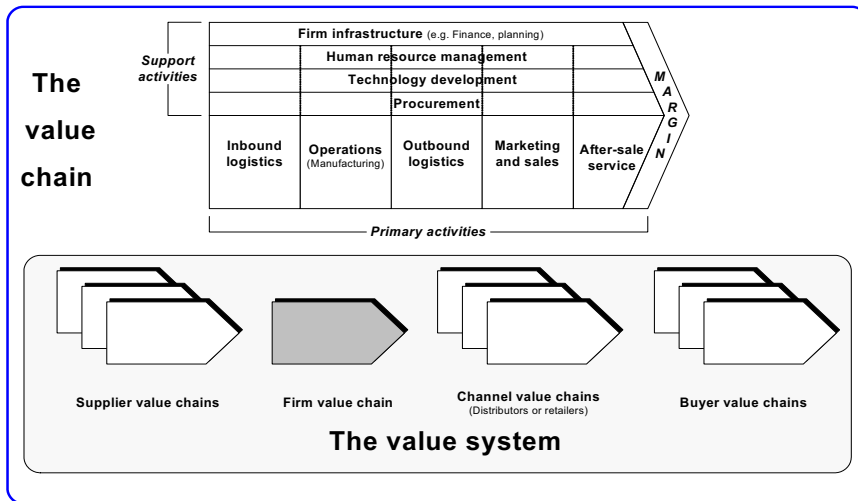 Firm infrastructure (e.g. Finance, planning)
Support
activities
Human resource management
Technology development
Procurement
The
value
chain
Inbound
logistics
Operations
(Manufacturing)
Outbound
logistics
Marketing
and sales
After-sale
service
MARGIN
Primary activities
Supplier value chains
Firm value chain
Channel value chains
(Distributors or retailers)
Buyer value chains
The value system